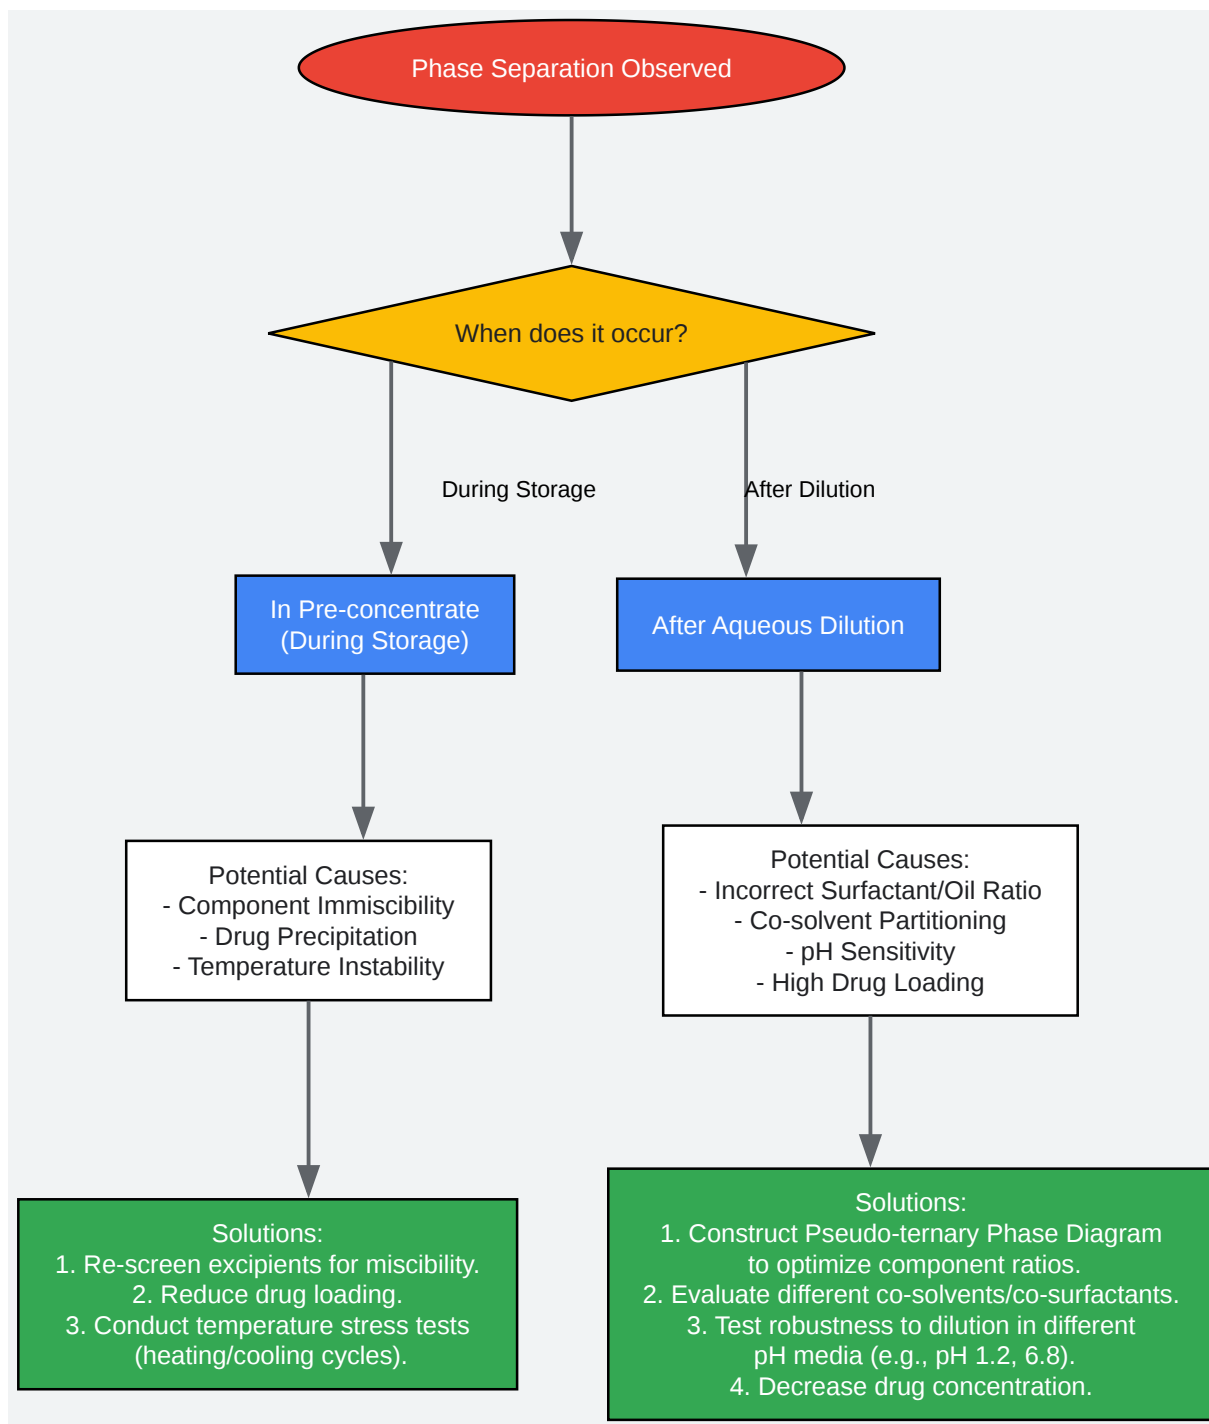 Phase Separation Observed
When does it occur?
During Storage
After Dilution
In Pre-concentrate
(During Storage)
After Aqueous Dilution
Potential Causes:
- Component Immiscibility
- Drug Precipitation
- Temperature Instability
Potential Causes:
- Incorrect Surfactant/Oil Ratio
- Co-solvent Partitioning
- pH Sensitivity
- High Drug Loading
Solutions:
1. Re-screen excipients for miscibility.
2. Reduce drug loading.
3. Conduct temperature stress tests
(heating/cooling cycles).
Solutions:
1. Construct Pseudo-ternary Phase Diagram
to optimize component ratios.
2. Evaluate different co-solvents/co-surfactants.
3. Test robustness to dilution in different
pH media (e.g., pH 1.2, 6.8).
4. Decrease drug concentration.